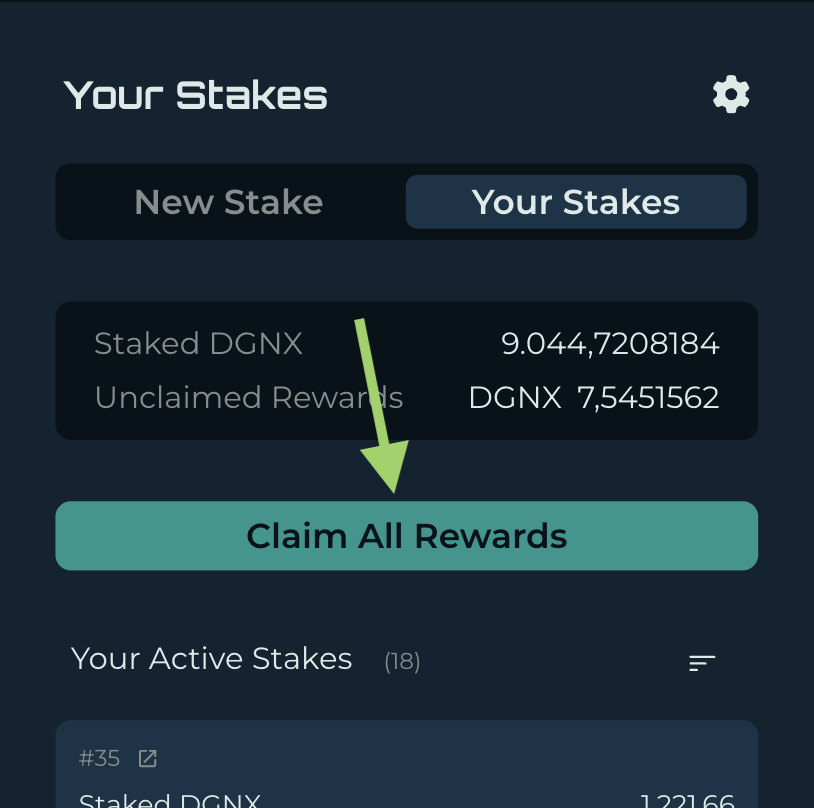 Your Stakes
New Stake Your Stakes
Staked DGNX 9.044,7208184
Unclaimed Rewards DGNX 7,5451562
Claim All Rewards
Your Active Stakes (18)
#35
Staked DGNX 1.221,66